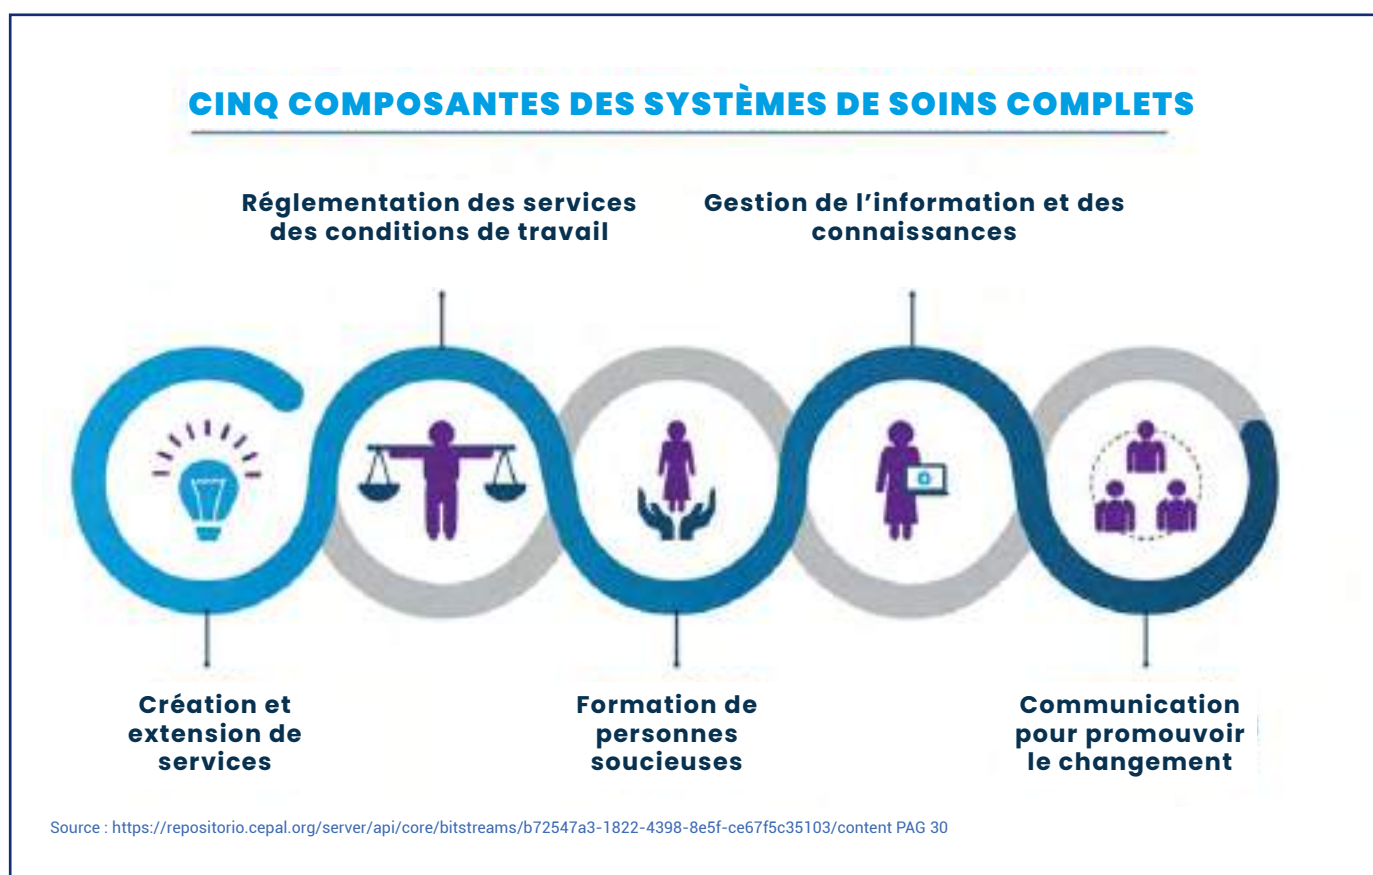 CINQ COMPOSANTES DES SYSTÈMES DE SOINS COMPLETS
Réglementation des services
des conditions de travail
Gestion de l’information et des
connaissances
Création et
extension de
services
Formation de
personnes
soucieuses
Communication
pour promouvoir
le changement
Source : https://repositorio.cepal.org/server/api/core/bitstreams/b72547a3-1822-4398-8e5f-ce67f5c35103/content PAG 30